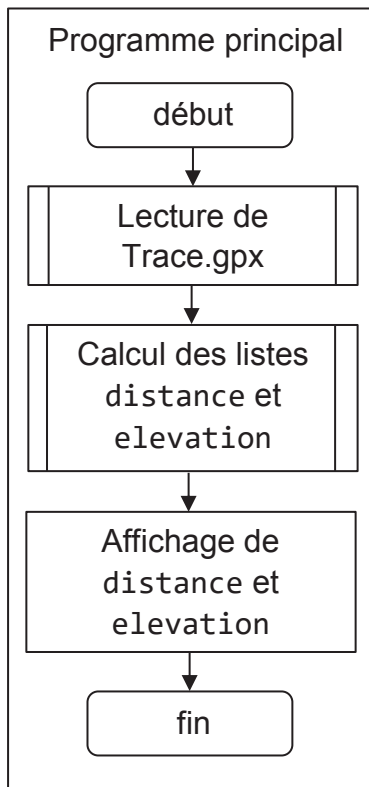 Programme principal
début
Lecture de
Trace.gpx
Calcul des listes
distance et
elevation
Affichage de
distance et
elevation
fin